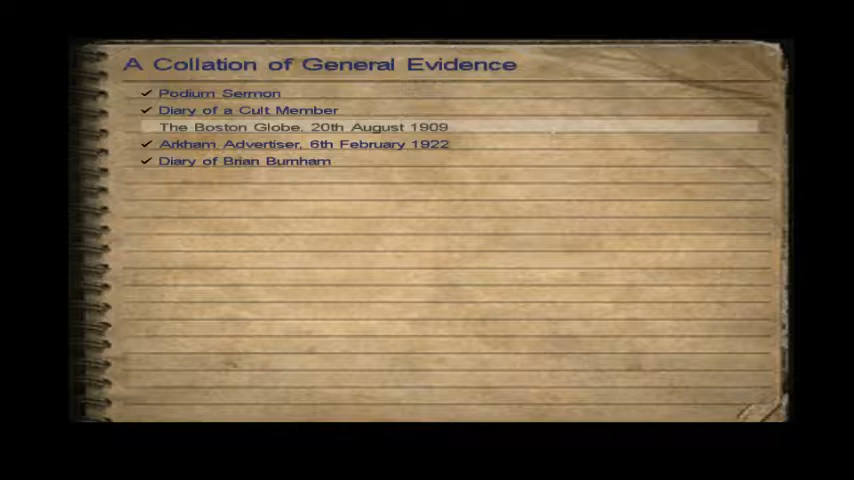 A Collation of General Evidence
✓ Podium Sermon
✓ Diary of a Cult Member
The Boston Globe, 20th August 1909
✓ Arkham Advertiser, 6th February 1922
✓ Diary of Brian Burnham